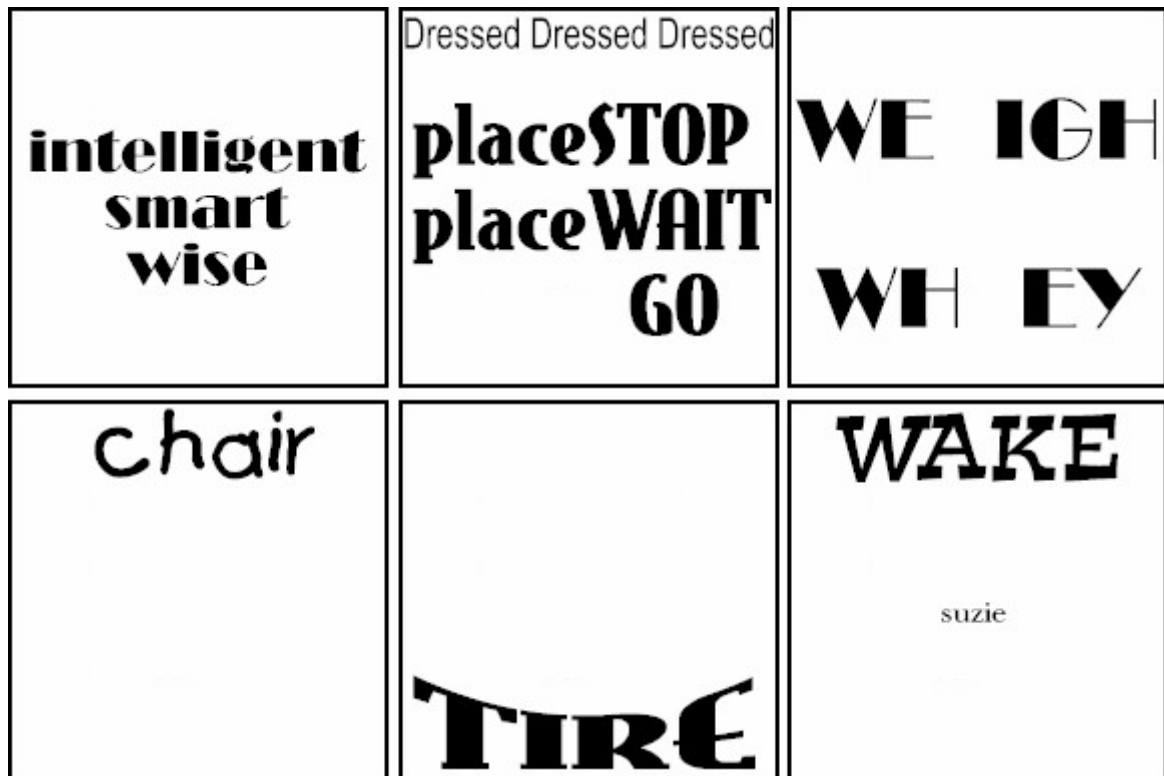 intelligent
smart
wise
Dressed Dressed Dressed
placeSTOP
placeWAIT
GO
WE IGH
WH EY
chair
TIRE
WAKE
suzie